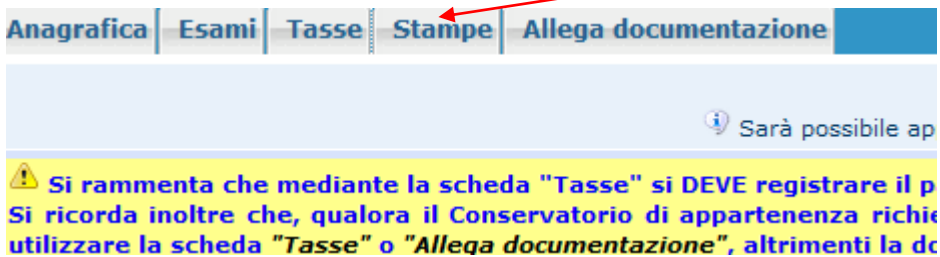 Anagrafica Esami Tasse Stampe Allega documentazione
Sarà possibile ap
Si rammenta che mediante la scheda "Tasse" si DEVE registrare il p
Si ricorda inoltre che, qualora il Conservatorio di appartenenza richie
utilizzare la scheda "Tasse" o "Allega documentazione", altrimenti la do